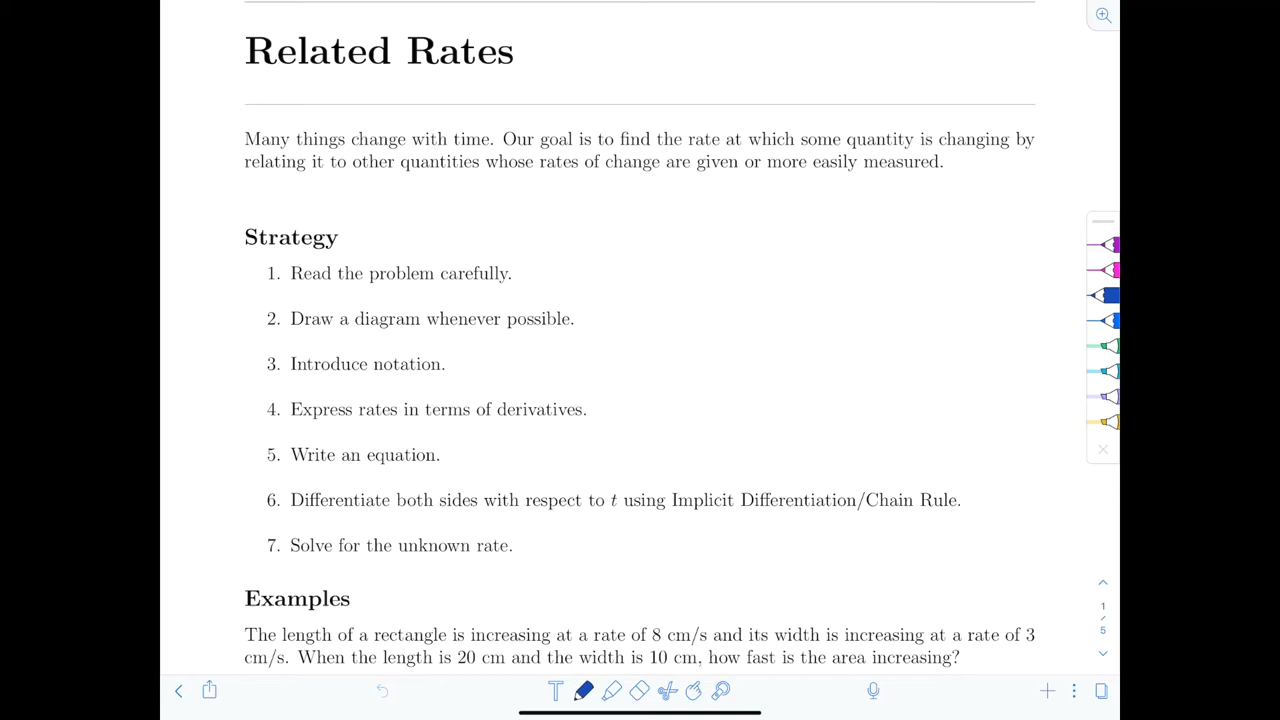 Related Rates
Many things change with time. Our goal is to find the rate at which some quantity is changing by
relating it to other quantities whose rates of change are given or more easily measured.
Strategy
1. Read the problem carefully.
2. Draw a diagram whenever possible.
3. Introduce notation.
4. Express rates in terms of derivatives.
5. Write an equation.
6. Differentiate both sides with respect to t using Implicit Differentiation/Chain Rule.
7. Solve for the unknown rate.
Examples
The length of a rectangle is increasing at a rate of 8 cm/s and its width is increasing at a rate of 3
cm/s. When the length is 20 cm and the width is 10 cm, how fast is the area increasing?
1
/
5